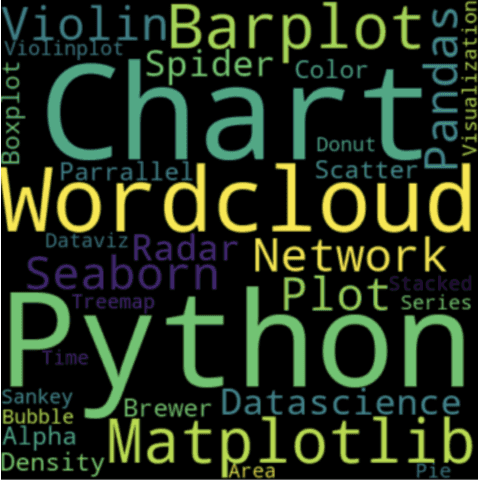 Violin
Barplot
Pandas
Visualization
Violinplot
Spider
Color
Boxplot
Chart
Donut
Parrallel
Scatter
Wordcloud
Dataviz
Radar
Network
Seaborn
Plot
Stacked
Treemap
Series
Python
Time
Sankey
Brewer
Datascience
Bubble
Alpha
Matplotlib
Density
Area
Pie